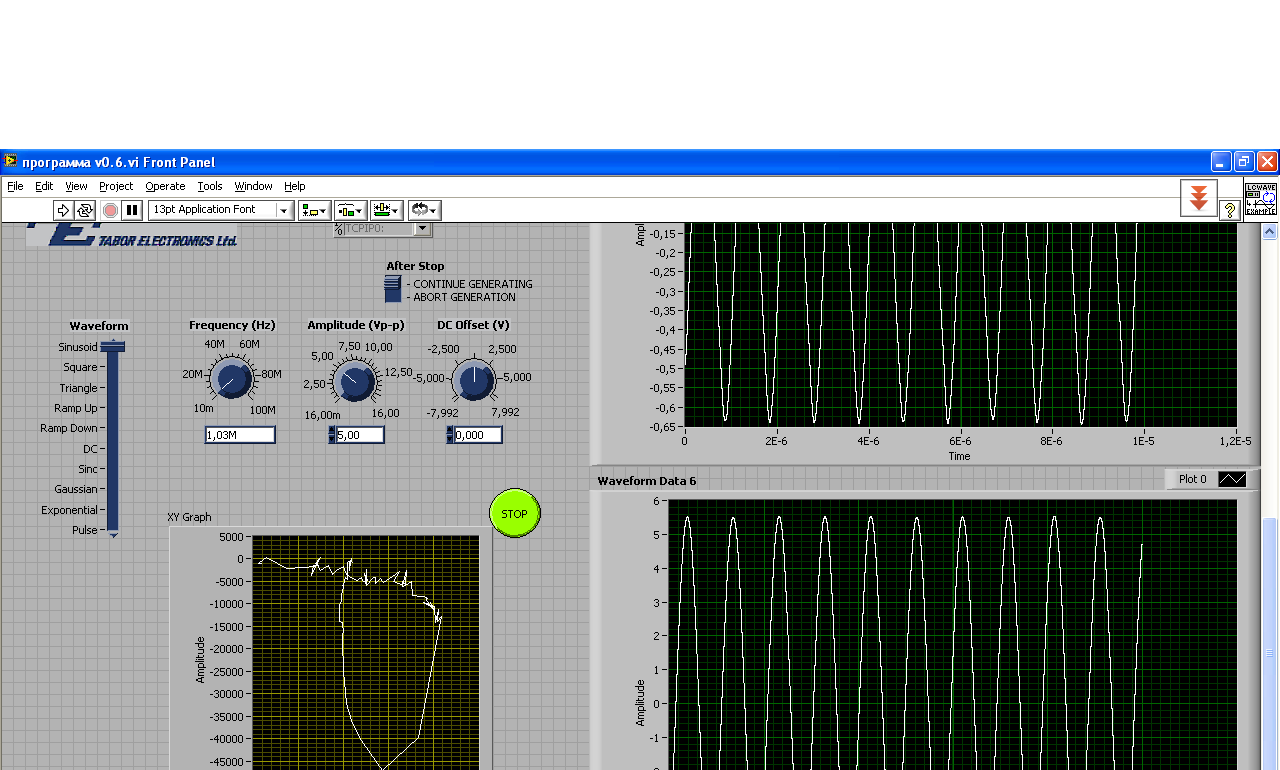 программа v0.6.vi Front Panel
File Edit View Project Operate Tools Window Help
13pt Application Font
LCWAVE
EXAMPLE
?
TABOR ELECTRONICS Ltd.
TCPIP0:
After Stop
- CONTINUE GENERATING
- ABORT GENERATION
Waveform
Sinusoid
Square
Triangle
Ramp Up
Ramp Down
DC
Sinc
Gaussian
Exponential
Pulse
Frequency (Hz)
40M 60M
20M 80M
10m 100M
1,03M
Amplitude (Vp-p)
7,50 10,00
5,00
2,50 12,50
16,00m 16,00
5,00
DC Offset (V)
-2,500 2,500
-5,000 5,000
-7,992 7,992
0,000
STOP
XY Graph
Amplitude
5000
0
-5000
-10000
-15000
-20000
-25000
-30000
-35000
-40000
-45000
-0,15
-0,2
-0,25
-0,3
-0,35
-0,4
-0,45
-0,5
-0,55
-0,6
-0,65
0 2E-6 4E-6 6E-6 8E-6 1E-5 1,2E-5
Time
Waveform Data 6
Plot 0
Amplitude
6
5
4
3
2
1
0
-1